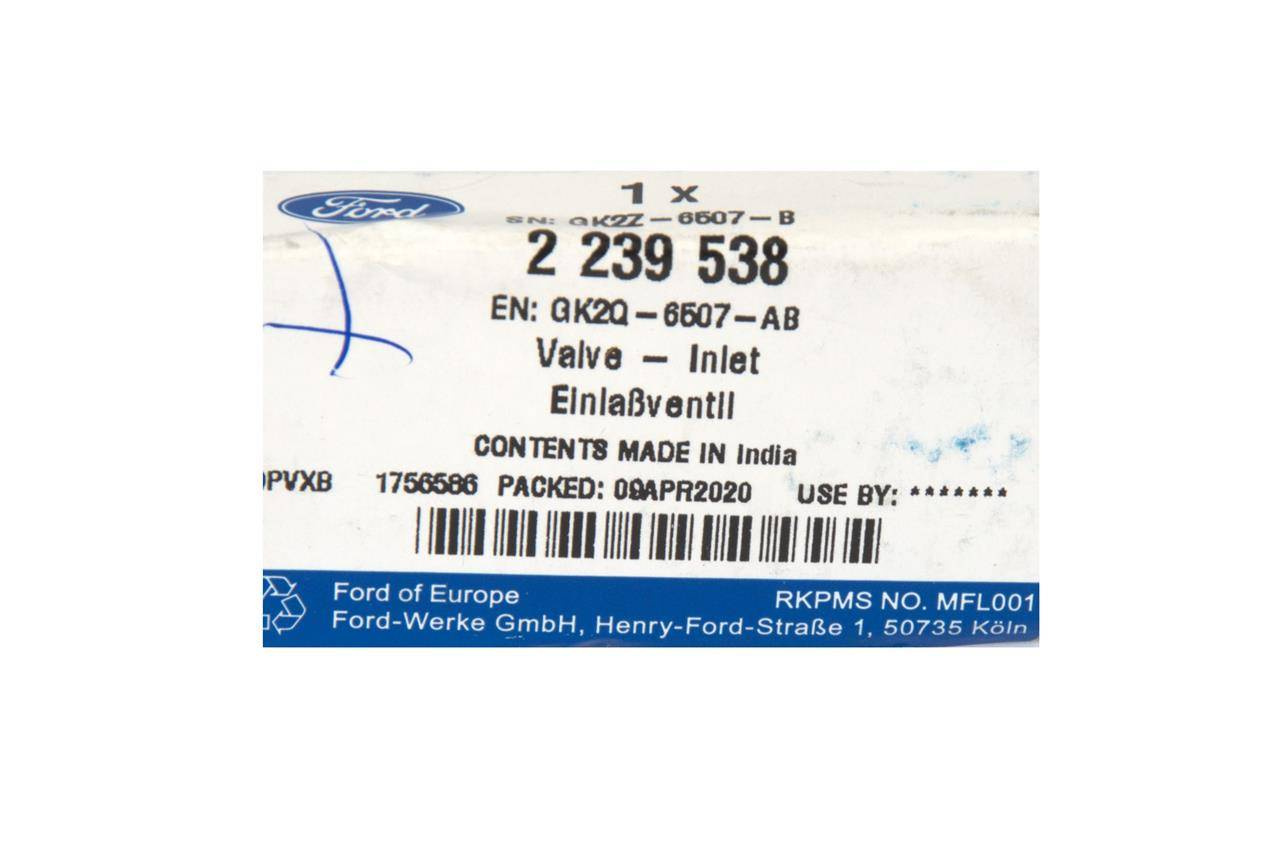 Ford
1 x
SN: GK2Z-6507-B
2 239 538
EN: GK2Q-6507-AB
Valve - Inlet
Einlaßventil
CONTENTS MADE IN India
PVXB 1756586 PACKED: 09APR2020 USE BY: *******
Ford of Europe
RKPMS NO. MFL001
Ford-Werke GmbH, Henry-Ford-Straße 1, 50735 Köln